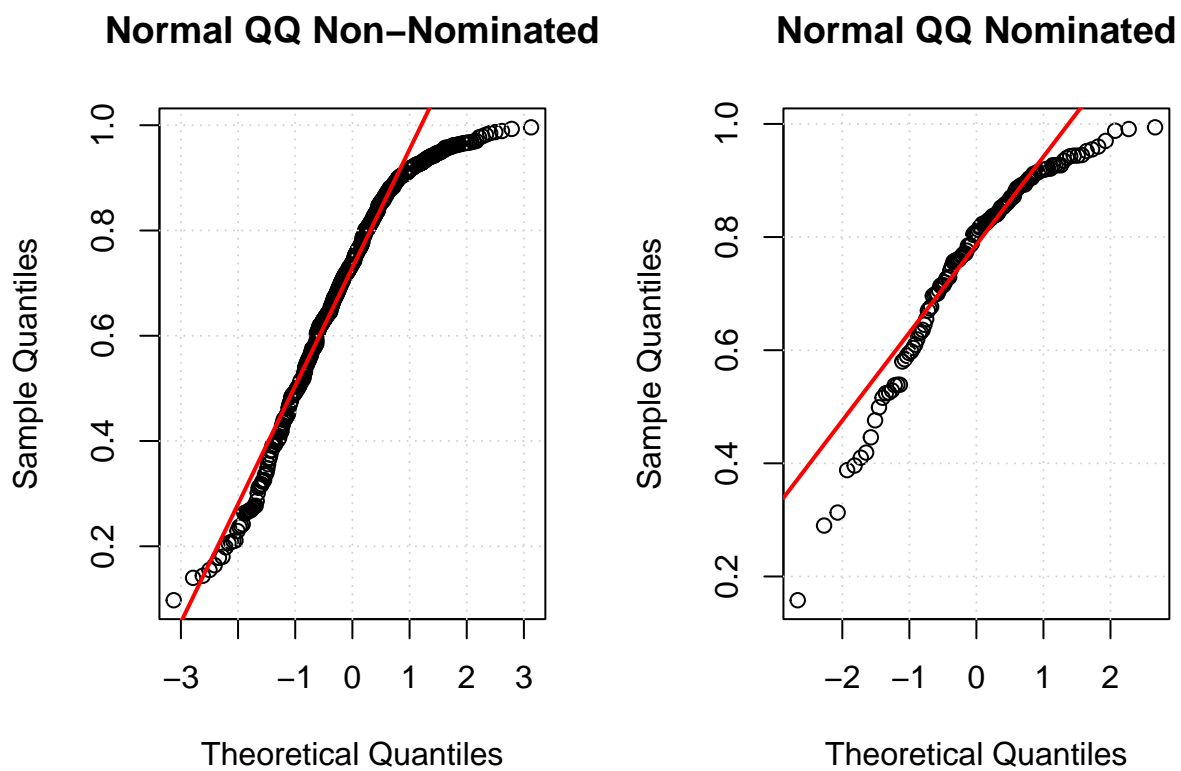 Normal QQ Non−Nominated
Sample Quantiles
1.0
0.8
0.6
0.4
0.2
−3 −1 0 1 2 3
Theoretical Quantiles
Normal QQ Nominated
Sample Quantiles
1.0
0.8
0.6
0.4
0.2
−2 −1 0 1 2
Theoretical Quantiles